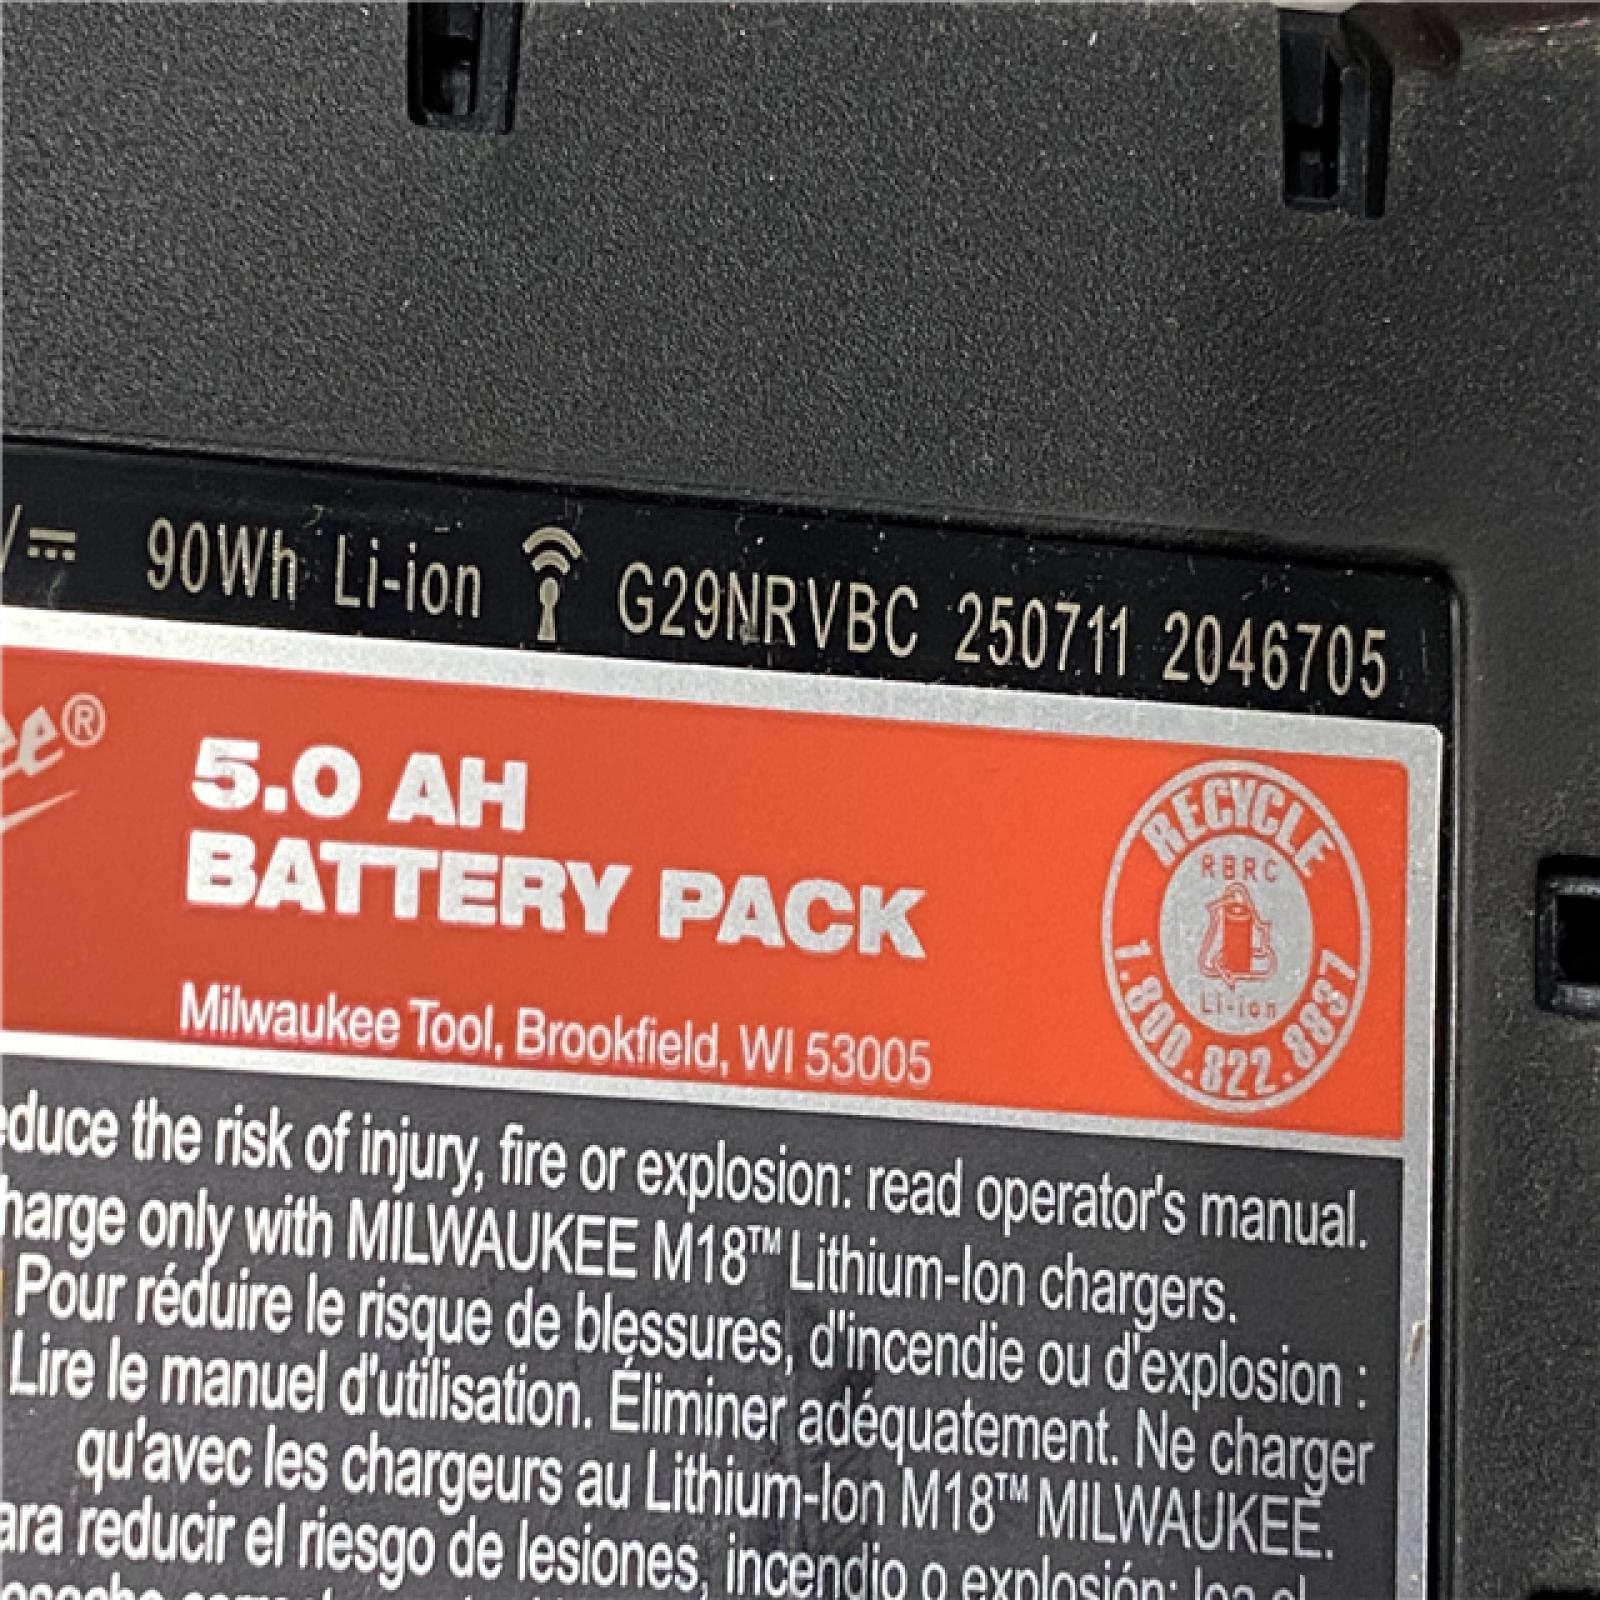 90Wh Li-ion G29NRVBC 250711 2046705
5.0 AH
BATTERY PACK
Milwaukee Tool, Brookfield, WI 53005
RECYCLE
RBRC
Li-ion
1.800.822.8837
the risk of injury, fire or explosion: read operator's manual.
only with MILWAUKEE M18™ Lithium-Ion chargers.
Pour réduire le risque de blessures, d'incendie ou d'explosion :
Lire le manuel d'utilisation. Éliminer adéquatement. Ne charger
qu'avec les chargeurs au Lithium-Ion M18™ MILWAUKEE.
reducir el riesgo de lesiones, incendio o explosión: